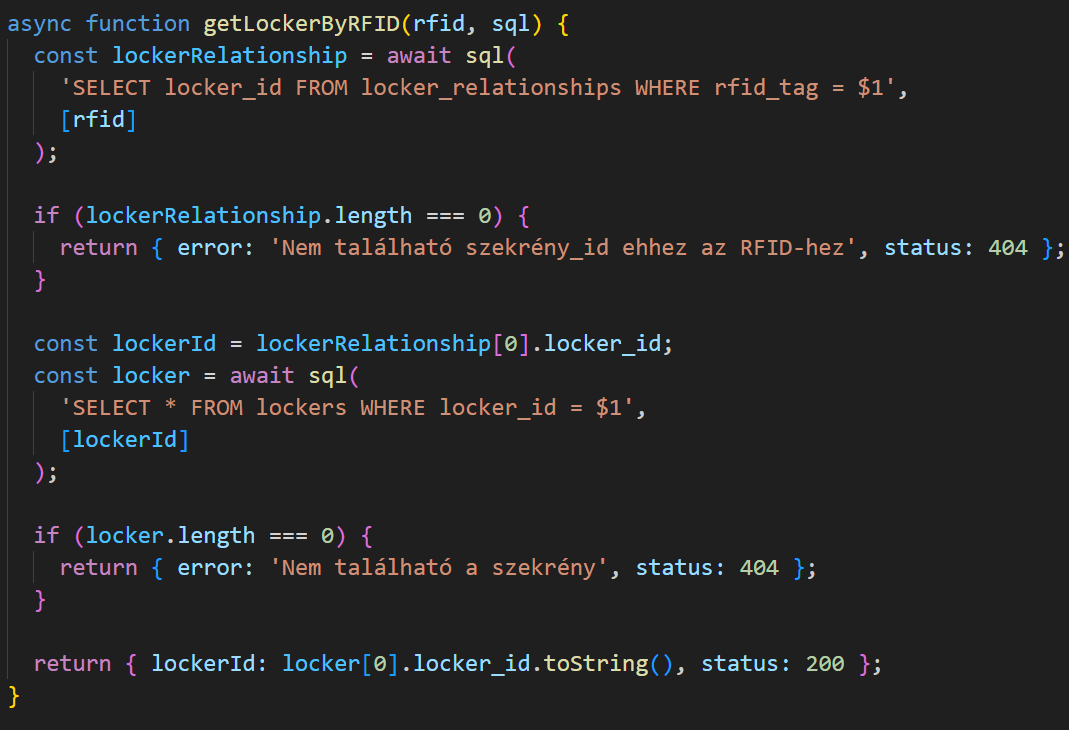 async function getLockerByRFID(rfid, sql) {
  const lockerRelationship = await sql(
    'SELECT locker_id FROM locker_relationships WHERE rfid_tag = $1',
    [rfid]
  );

  if (lockerRelationship.length === 0) {
    return { error: 'Nem található szekrény_id ehhez az RFID-hez', status: 404 };
  }

  const lockerId = lockerRelationship[0].locker_id;
  const locker = await sql(
    'SELECT * FROM lockers WHERE locker_id = $1',
    [lockerId]
  );

  if (locker.length === 0) {
    return { error: 'Nem található a szekrény', status: 404 };
  }

  return { lockerId: locker[0].locker_id.toString(), status: 200 };
}